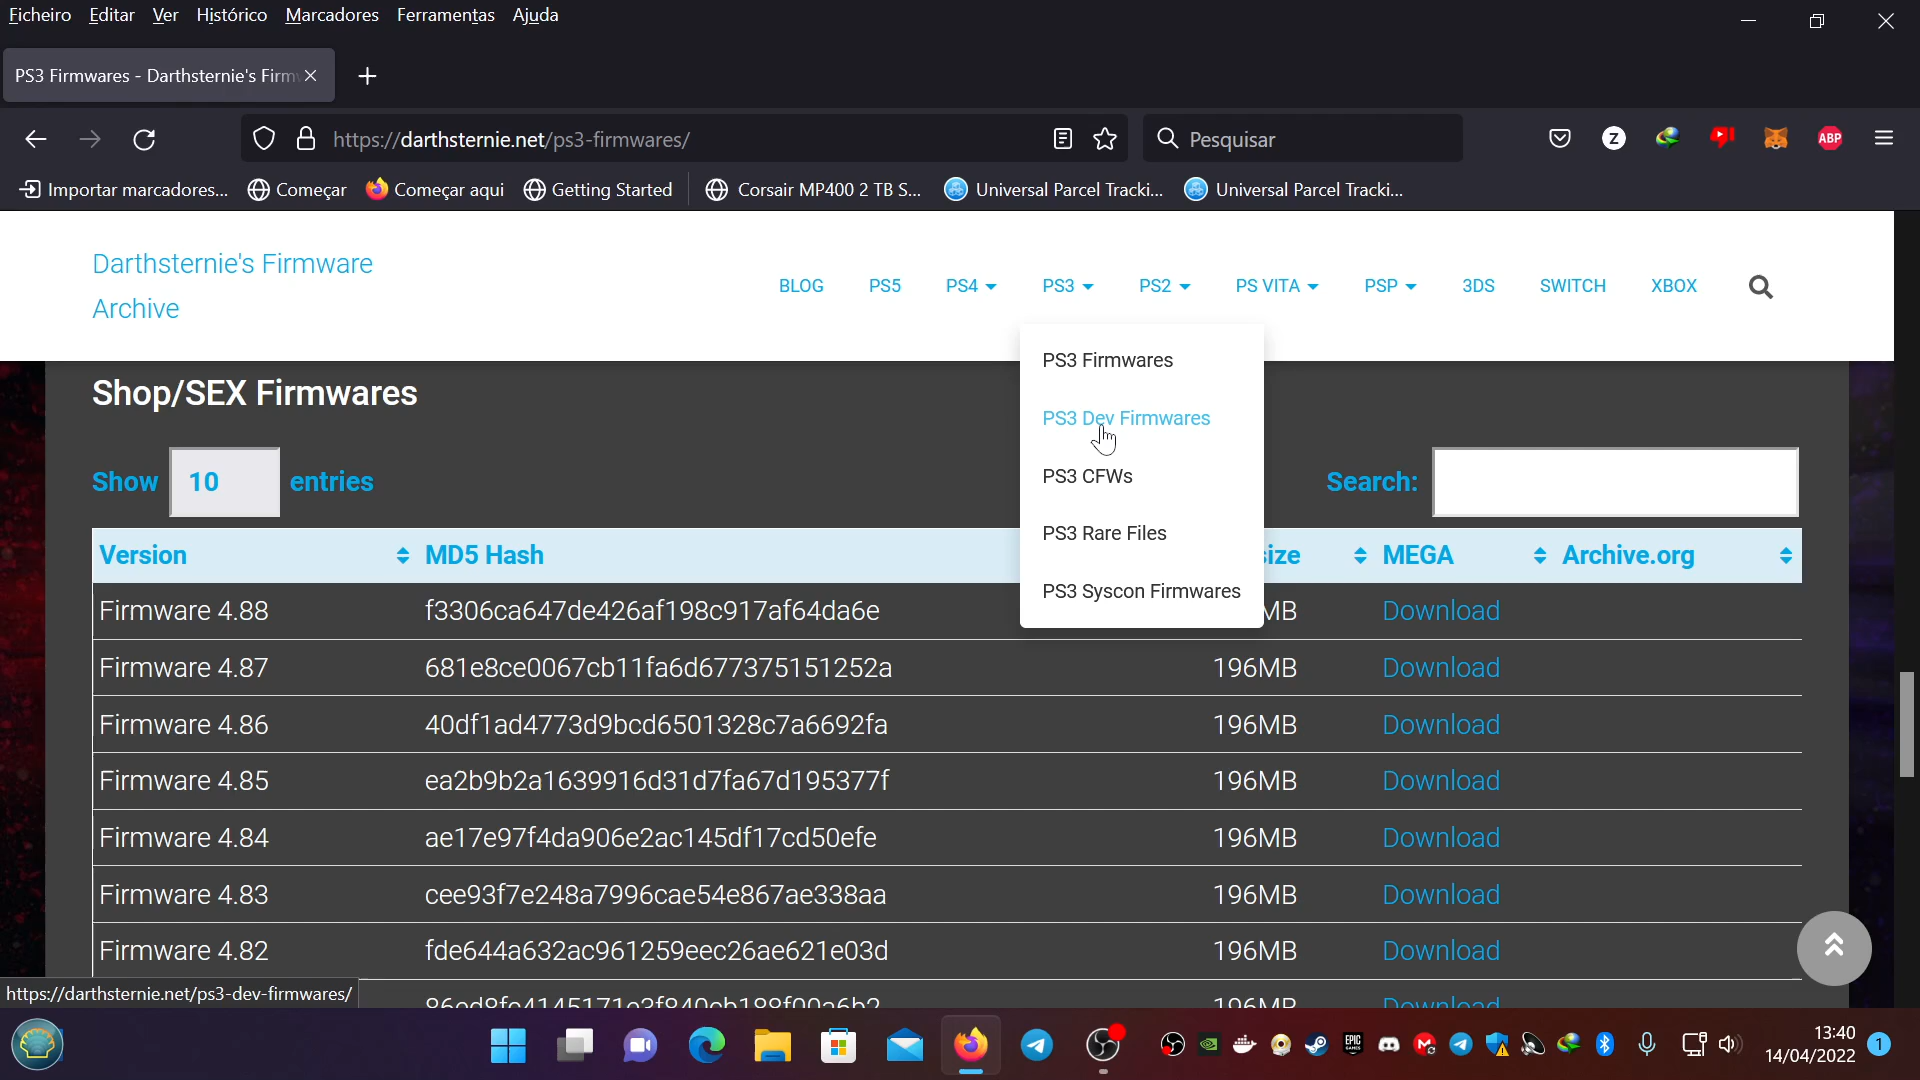 Ficheiro Editar Ver Histórico Marcadores Ferramentas Ajuda
PS3 Firmwares - Darthsternie's Firm
https://darthsternie.net/ps3-firmwares/
Pesquisar
Z
ABP
Importar marcadores...
Começar
Começar aqui
Getting Started
Corsair MP400 2 TB S...
Universal Parcel Tracki...
Universal Parcel Tracki...
Darthsternie's Firmware
Archive
BLOG PS5 PS4 PS3 PS2 PS VITA PSP 3DS SWITCH XBOX
PS3 Firmwares
PS3 Dev Firmwares
PS3 CFWs
PS3 Rare Files
PS3 Syscon Firmwares
Shop/SEX Firmwares
Show 10 entries
Search:
Version MD5 Hash ize MEGA Archive.org
Firmware 4.88 f3306ca647de426af198c917af64da6e MB Download
Firmware 4.87 681e8ce0067cb11fa6d677375151252a 196MB Download
Firmware 4.86 40df1ad4773d9bcd6501328c7a6692fa 196MB Download
Firmware 4.85 ea2b9b2a1639916d31d7fa67d195377f 196MB Download
Firmware 4.84 ae17e97f4da906e2ac145df17cd50efe 196MB Download
Firmware 4.83 cee93f7e248a7996cae54e867ae338aa 196MB Download
Firmware 4.82 fde644a632ac961259eec26ae621e03d 196MB Download
196MB Download
https://darthsternie.net/ps3-dev-firmwares/
EPIC
13:40
14/04/2022
1